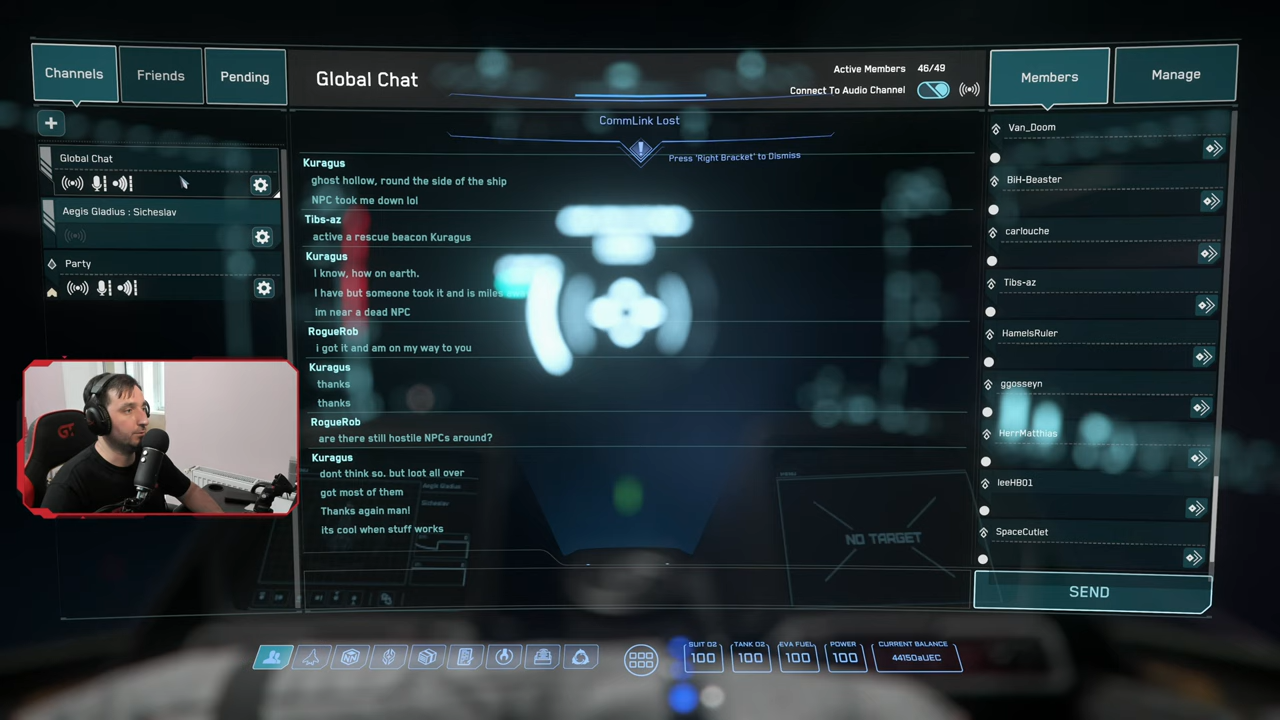 Channels
Friends
Pending
Global Chat
Active Members 46/49
Connect To Audio Channel
Members
Manage
CommLink Lost
Press 'Right Bracket' to Dismiss
Global Chat
Aegis Gladius : Sicheslav
Party
Kuragus
ghost hollow, round the side of the ship
NPC took me down lol
Tibs-az
active a rescue beacon Kuragus
Kuragus
I know, how on earth.
I have but someone took it and is miles
im near a dead NPC
RogueRob
i got it and am on my way to you
Kuragus
thanks
thanks
RogueRob
are there still hostile NPCs around?
Kuragus
dont think so. but loot all over
got most of them
Thanks again man!
its cool when stuff works
Van_Doom
BiH-Beaster
carlouche
Tibs-az
HamelsRuler
ggosseyn
HerrMatthias
leeHB01
SpaceCutlet
SEND
GT
Aegis Gladius
Sicheslav
NO TARGET
SUIT O2
100
TANK O2
100
EVA FUEL
100
POWER
100
CURRENT BALANCE
44150aUEC